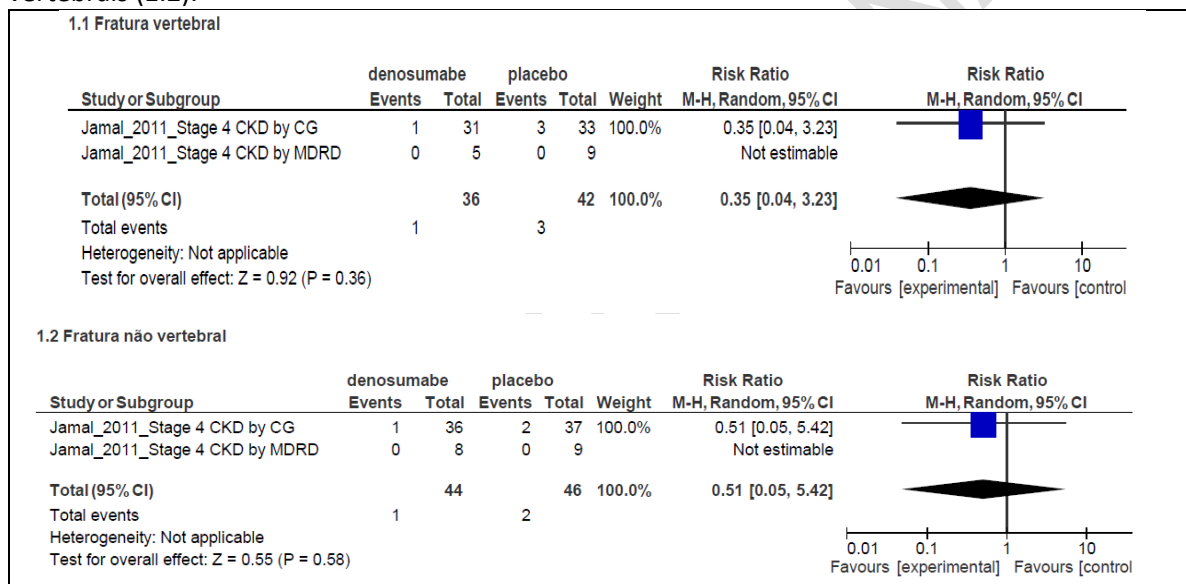 vertebrais (1.2).
1.1 Fratura vertebral
denosumabe placebo Risk Ratio Risk Ratio
Study or Subgroup Events Total Events Total Weight M-H, Random, 95% CI M-H, Random, 95% CI
Jamal_2011_Stage 4 CKD by CG 1 31 3 33 100.0% 0.35 [0.04, 3.23]
Jamal_2011_Stage 4 CKD by MDRD 0 5 0 9 Not estimable
Total (95% CI) 36 42 100.0% 0.35 [0.04, 3.23]
Total events 1 3
Heterogeneity: Not applicable
Test for overall effect: Z = 0.92 (P = 0.36)
0.01 0.1 1 10
Favours [experimental] Favours [control
1.2 Fratura não vertebral
denosumabe placebo Risk Ratio Risk Ratio
Study or Subgroup Events Total Events Total Weight M-H, Random, 95% CI M-H, Random, 95% CI
Jamal_2011_Stage 4 CKD by CG 1 36 2 37 100.0% 0.51 [0.05, 5.42]
Jamal_2011_Stage 4 CKD by MDRD 0 8 0 9 Not estimable
Total (95% CI) 44 46 100.0% 0.51 [0.05, 5.42]
Total events 1 2
Heterogeneity: Not applicable
Test for overall effect: Z = 0.55 (P = 0.58)
0.01 0.1 1 10
Favours [experimental] Favours [control